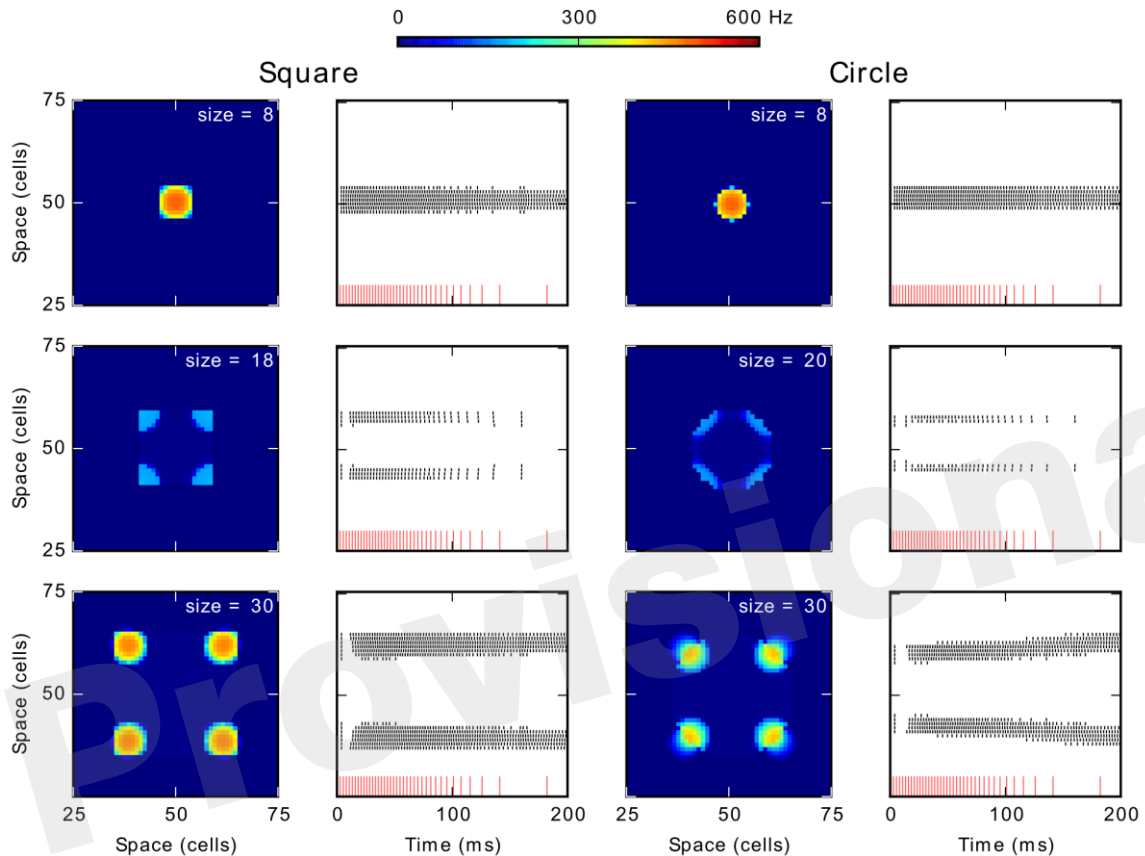 0 300 600 Hz
Square Circle
75 size = 8 size = 8
Space (cells) 50
25
75 size = 18 size = 20
Space (cells) 50
25
75 size = 30 size = 30
Space (cells) 50
25 50 75 0 100 200 25 50 75 0 100 200
Space (cells) Time (ms) Space (cells) Time (ms)
Provisiona